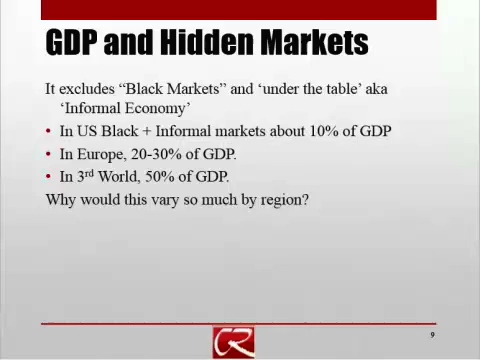 GDP and Hidden Markets
It excludes “Black Markets” and ‘under the table’ aka
‘Informal Economy’
• In US Black + Informal markets about 10% of GDP
• In Europe, 20-30% of GDP.
• In 3rd World, 50% of GDP.
Why would this vary so much by region?
9
CR